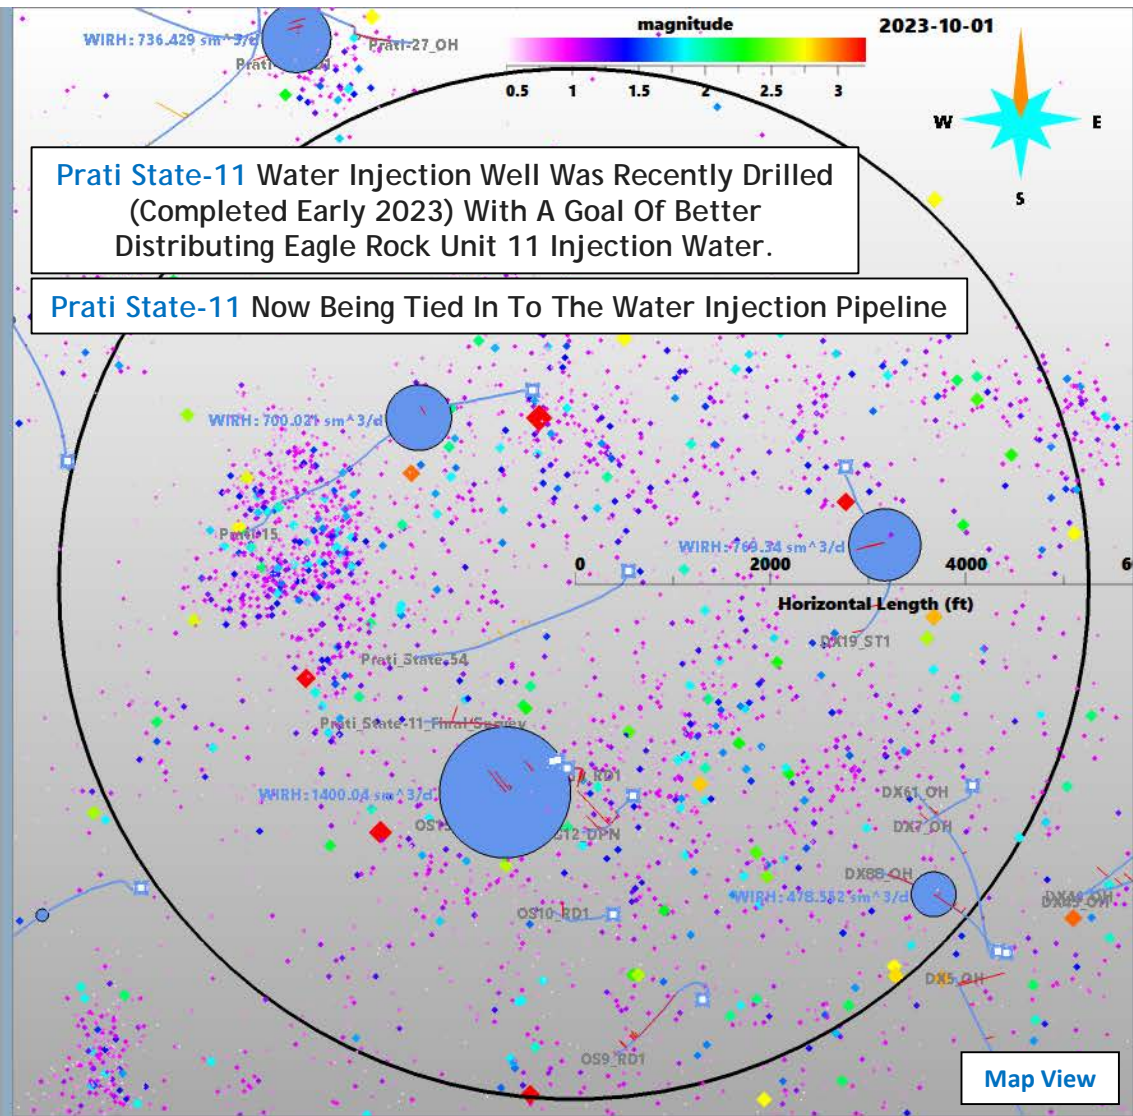 magnitude
2023-10-01
0.5 1 1.5 2 2.5 3
W E
S
WIRH: 736.429 sm^3/d
Prati-27_OH
Prati State-11 Water Injection Well Was Recently Drilled
(Completed Early 2023) With A Goal Of Better
Distributing Eagle Rock Unit 11 Injection Water.
Prati State-11 Now Being Tied In To The Water Injection Pipeline
WIRH: 700.021 sm^3/d
Prati-15
WIRH: 769.34 sm^3/d
0 2000 4000
Horizontal Length (ft)
DX19_ST1
Prati_State-54
Prati_State-11_Final_Survey
WIRH: 1400.04 sm^3/d
DX61_OH
DX7_OH
DX88_OH
WIRH: 478.552 sm^3/d
OS10_RD1
DX5_OH
OS9_RD1
Map View